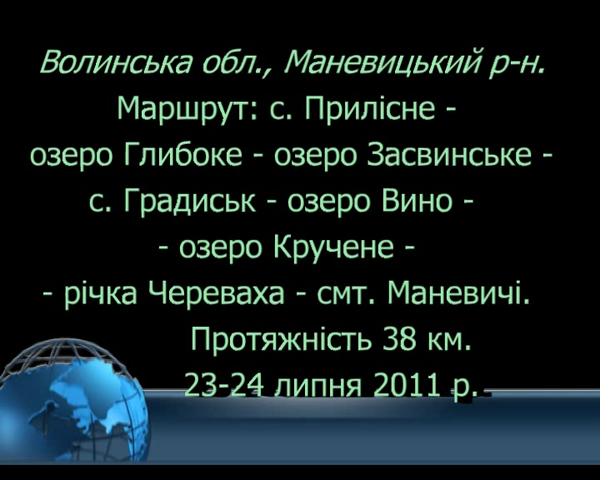 Волинська обл., Маневицький р-н.
Маршрут: с. Прилісне -
озеро Глибоке - озеро Засвинське -
с. Градиськ - озеро Вино -
- озеро Кручене -
- річка Череваха - смт. Маневичі.
Протяжність 38 км.
23-24 липня 2011 р.